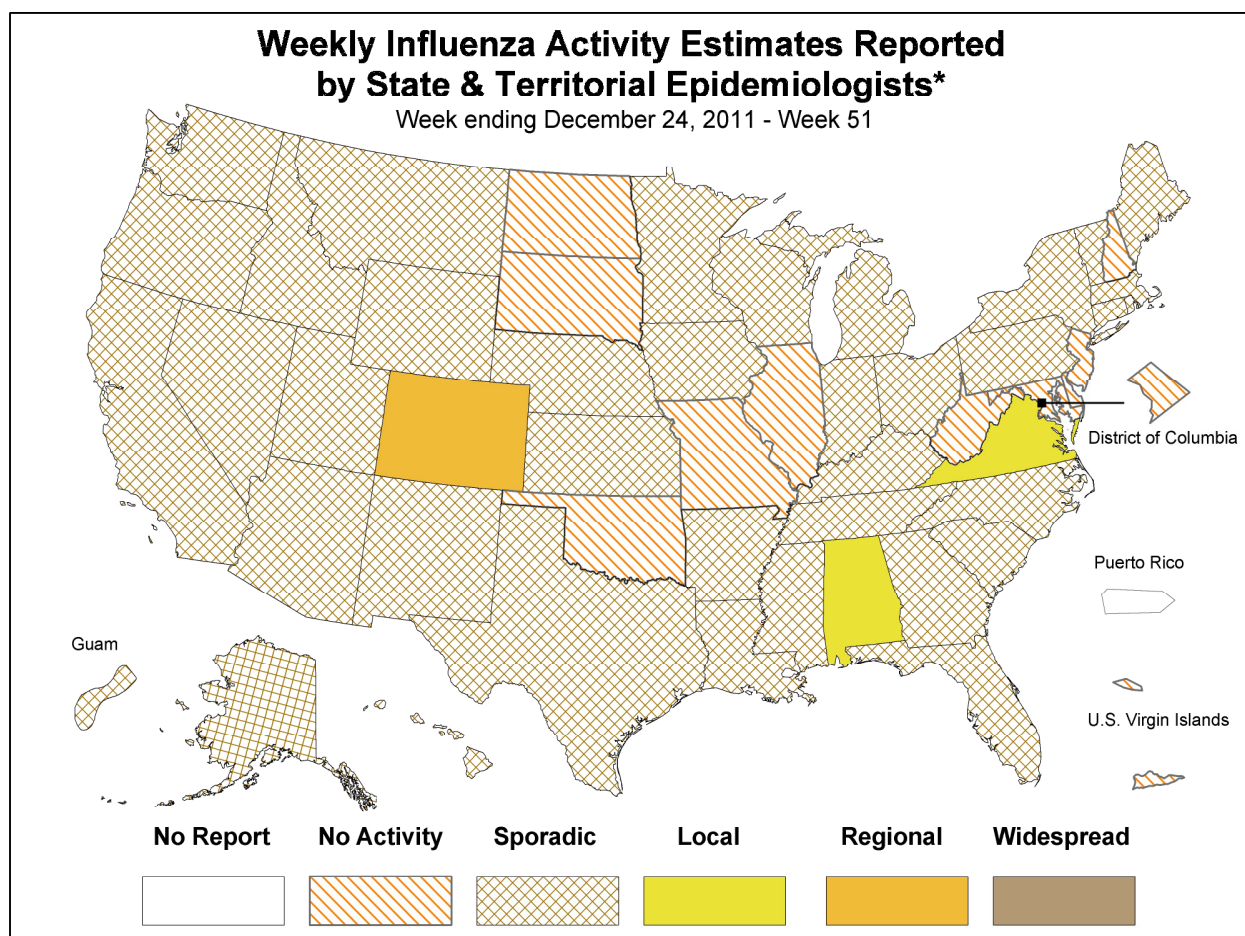 Weekly Influenza Activity Estimates Reported
by State & Territorial Epidemiologists*
Week ending December 24, 2011 - Week 51
District of Columbia
Puerto Rico
Guam
U.S. Virgin Islands
No Report No Activity Sporadic Local Regional Widespread